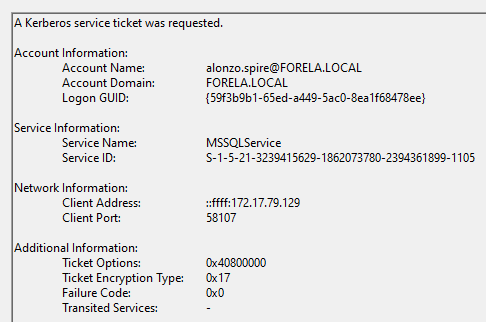 A Kerberos service ticket was requested.
Account Information:
Account Name: alonzo.spire@FORELA.LOCAL
Account Domain: FORELA.LOCAL
Logon GUID: {59f3b9b1-65ed-a449-5ac0-8ea1f68478ee}
Service Information:
Service Name: MSSQLService
Service ID: S-1-5-21-3239415629-1862073780-2394361899-1105
Network Information:
Client Address: ::ffff:172.17.79.129
Client Port: 58107
Additional Information:
Ticket Options: 0x40800000
Ticket Encryption Type: 0x17
Failure Code: 0x0
Transited Services: -